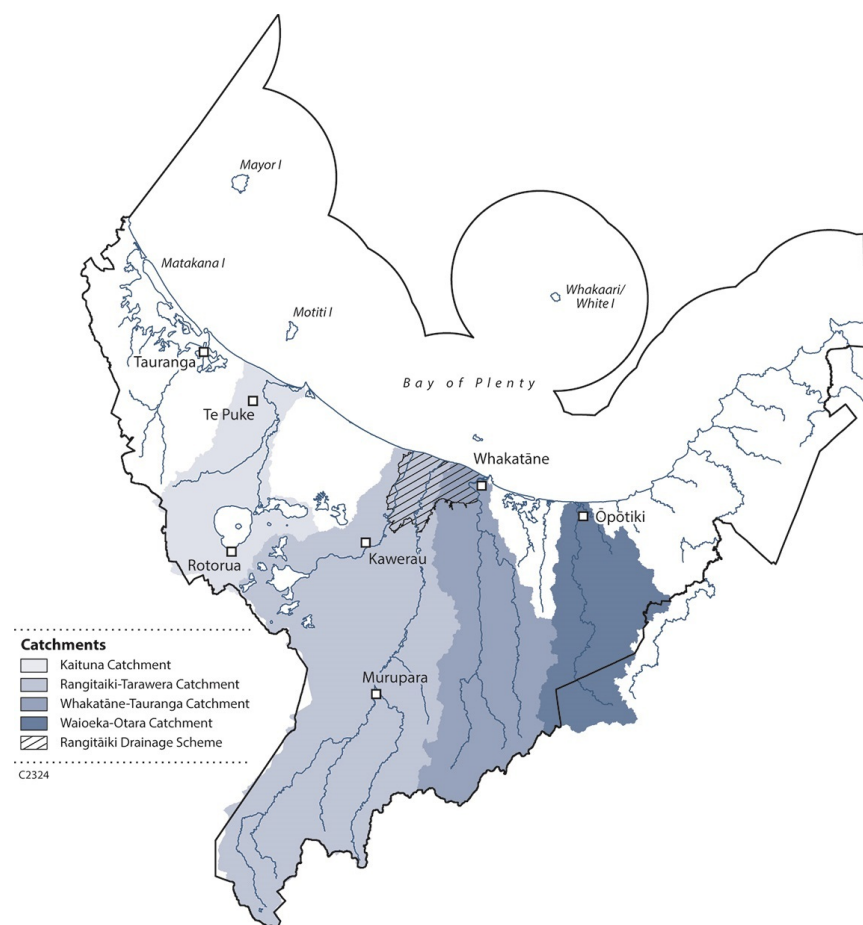 Mayor I
Matakana I
Whakaari/
White I
Motiti I
Tauranga
Bay of Plenty
Te Puke
Whakatāne
Ōpōtiki
Kawerau
Rotorua
Murupara
Catchments
Kaituna Catchment
Rangitaiki-Tarawera Catchment
Whakatāne-Tauranga Catchment
Waioeka-Otara Catchment
Rangitāiki Drainage Scheme
C2324